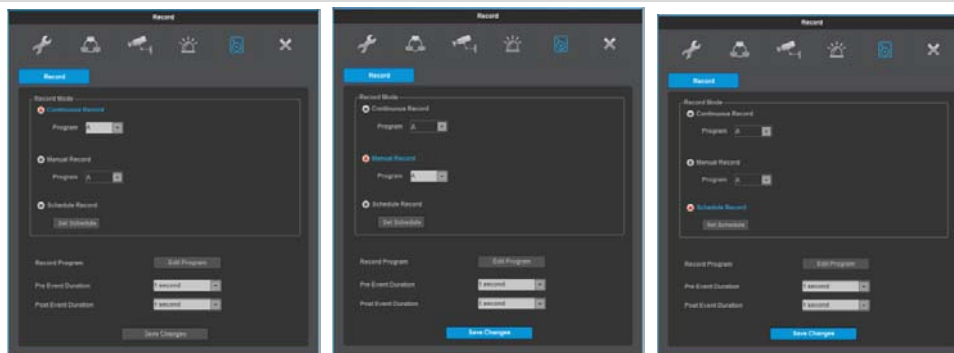 Record
Record
Record Mode
Continuous Record
Program A
Manual Record
Program A
Schedule Record
Set Schedule
Record Program Edit Program
Pre Event Duration 1 second
Post Event Duration 1 second
Save Changes
Record
Record
Record Mode
Continuous Record
Program A
Manual Record
Program A
Schedule Record
Set Schedule
Record Program Edit Program
Pre Event Duration 1 second
Post Event Duration 1 second
Save Changes
Record
Record
Record Mode
Continuous Record
Program A
Manual Record
Program A
Schedule Record
Set Schedule
Record Program Edit Program
Pre Event Duration 1 second
Post Event Duration 1 second
Save Changes